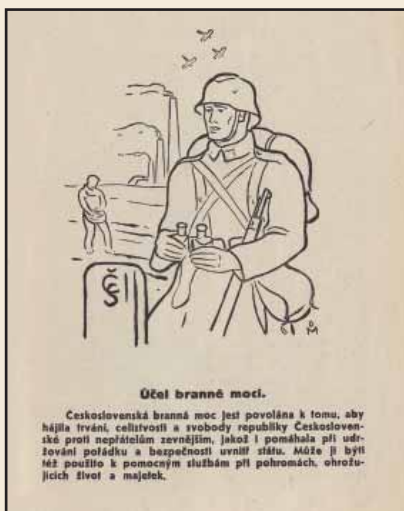 ČS
Účel branné moci.
Československá branná moc jest povolána k tomu, aby
hájila trvání, celistvosti a svobody republiky Českosloven-
ské proti nepřátelům zevnějším, jakož i pomáhala při udr-
žování pořádku a bezpečnosti uvnitř státu. Může jí býti
též použito k pomocným službám při pohromách, ohrožu-
jících život a majetek.